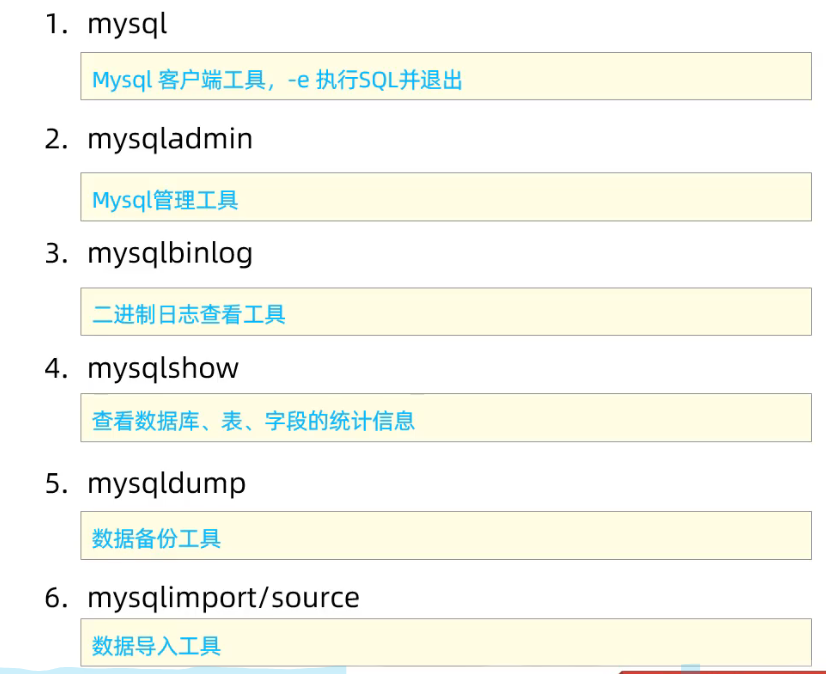 1. mysql
Mysql 客户端工具，-e 执行SQL并退出
2. mysqladmin
Mysql管理工具
3. mysqlbinlog
二进制日志查看工具
4. mysqlshow
查看数据库、表、字段的统计信息
5. mysqldump
数据备份工具
6. mysqlimport/source
数据导入工具